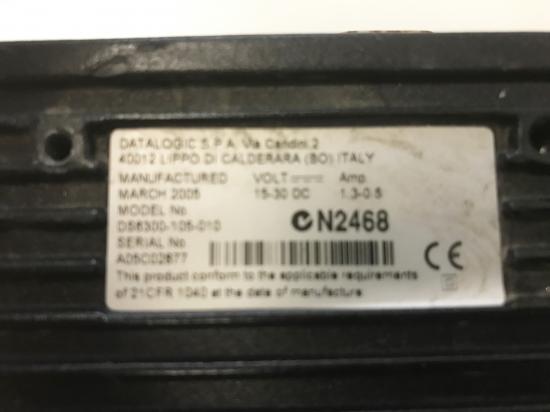 DATALOGIC S.P.A. Via Candini,2
40012 LIPPO DI CALDERARA (BO) ITALY
MANUFACTURED VOLT Amp.
MARCH 2005 15-30 DC 1.3-0.5
MODEL No
DS6300-105-010 N2468
SERIAL No
A05C02677 CE
This product conform to the applicable requirements
of 21CFR 1040 at the date of manufacture